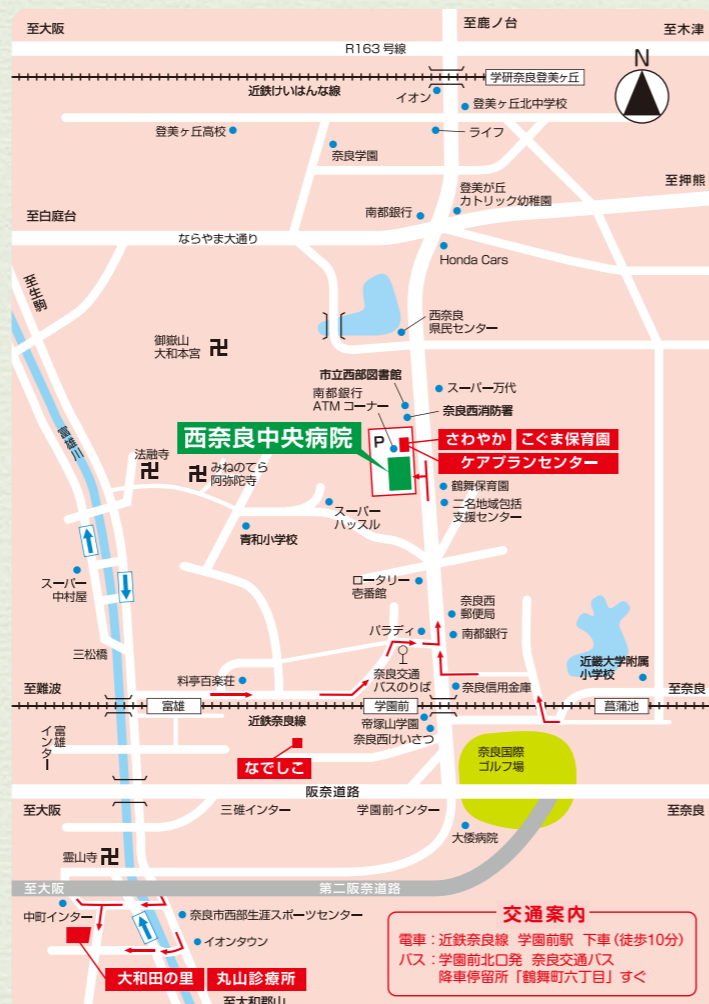 至大阪
至鹿ノ台
至木津
R163号線
N
学研奈良登美ヶ丘
近鉄けいはんな線
イオン
登美ヶ丘北中学校
登美ヶ丘高校
ライフ
奈良学園
至押熊
登美が丘
カトリック幼稚園
南都銀行
至白庭台
ならやま大通り
Honda Cars
至生駒
西奈良
県民センター
御嶽山
大和本宮
市立西部図書館
スーパー万代
南都銀行
ATMコーナー
奈良西消防署
西奈良中央病院
P
さわやか
こぐま保育園
ケアプランセンター
富雄川
法融寺
みねのてら
阿弥陀寺
鶴舞保育園
二名地域包括
支援センター
スーパー
ハッスル
青和小学校
スーパー
中村屋
ロータリー
壱番館
奈良西
郵便局
パラディ
南都銀行
三松橋
近畿大学附属
小学校
料亭百楽荘
奈良交通
バスのりば
奈良信用金庫
至難波
至奈良
富雄
学園前
菖蒲池
近鉄奈良線
帝塚山学園
奈良西けいさつ
富雄
インター
なでしこ
奈良国際
ゴルフ場
阪奈道路
至大阪
三碓インター
学園前インター
至奈良
大倭病院
霊山寺
至大阪
第二阪奈道路
中町インター
奈良市西部生涯スポーツセンター
イオンタウン
大和田の里
丸山診療所
至大和郡山
交通案内
電車：近鉄奈良線 学園前駅 下車(徒歩10分)
バス：学園前北口発 奈良交通バス
降車停留所「鶴舞町六丁目」すぐ